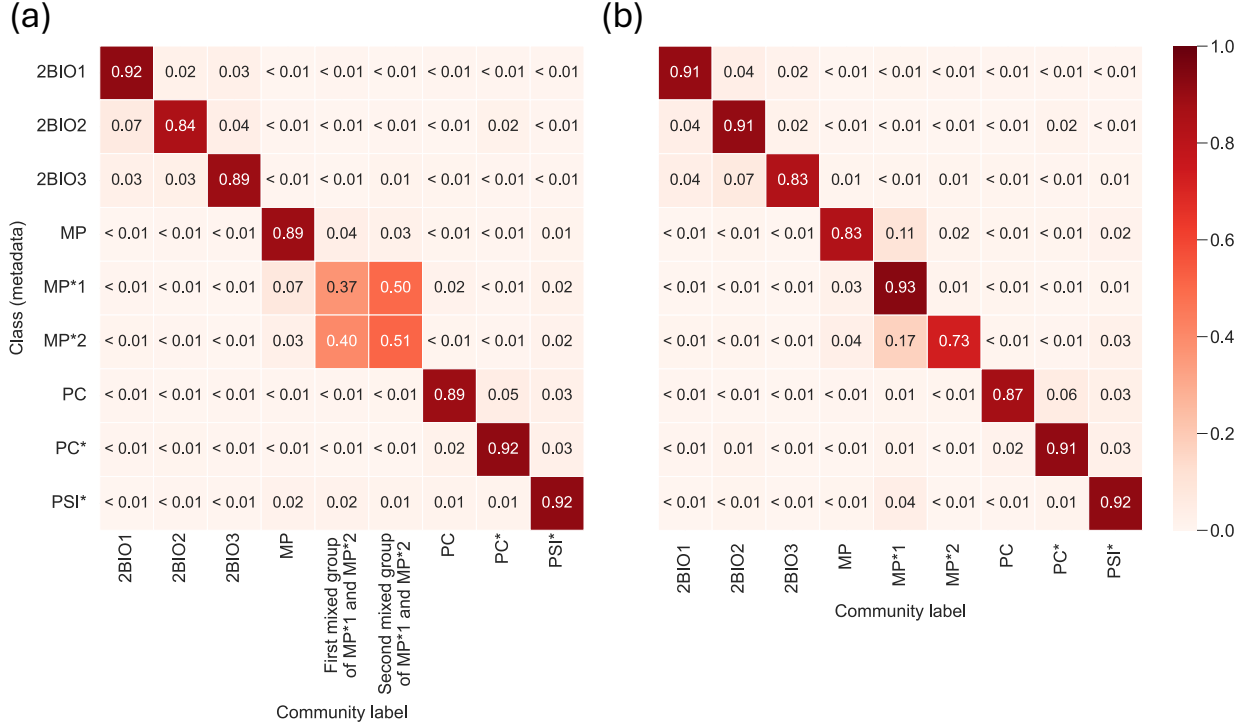 (a)
(b)
Class (metadata)
2BIO1 0.92 0.02 0.03 < 0.01 < 0.01 < 0.01 < 0.01 < 0.01 < 0.01
2BIO2 0.07 0.84 0.04 < 0.01 < 0.01 < 0.01 < 0.01 0.02 < 0.01
2BIO3 0.03 0.03 0.89 < 0.01 < 0.01 0.01 < 0.01 < 0.01 < 0.01
MP < 0.01 < 0.01 < 0.01 0.89 0.04 0.03 < 0.01 < 0.01 0.01
MP*1 < 0.01 < 0.01 < 0.01 0.07 0.37 0.50 0.02 < 0.01 0.02
MP*2 < 0.01 < 0.01 < 0.01 0.03 0.40 0.51 < 0.01 < 0.01 0.02
PC < 0.01 < 0.01 < 0.01 < 0.01 < 0.01 < 0.01 0.89 0.05 0.03
PC* < 0.01 < 0.01 < 0.01 < 0.01 < 0.01 < 0.01 0.02 0.92 0.03
PSI* < 0.01 < 0.01 < 0.01 0.02 0.02 0.01 0.01 0.01 0.92
2BIO1
2BIO2
2BIO3
MP
First mixed group
of MP*1 and MP*2
Second mixed group
of MP*1 and MP*2
PC
PC*
PSI*
Community label
0.91 0.04 0.02 < 0.01 < 0.01 < 0.01 < 0.01 < 0.01 < 0.01
0.04 0.91 0.02 < 0.01 < 0.01 < 0.01 < 0.01 0.02 < 0.01
0.04 0.07 0.83 0.01 0.01 < 0.01 < 0.01 < 0.01 0.01
< 0.01 < 0.01 < 0.01 0.83 0.11 0.02 < 0.01 < 0.01 0.02
< 0.01 < 0.01 < 0.01 0.03 0.93 0.01 < 0.01 < 0.01 0.01
< 0.01 < 0.01 < 0.01 0.04 0.17 0.73 < 0.01 < 0.01 0.03
< 0.01 < 0.01 < 0.01 0.01 0.01 < 0.01 0.87 0.06 0.03
< 0.01 0.01 < 0.01 < 0.01 0.01 < 0.01 0.02 0.91 0.03
< 0.01 < 0.01 < 0.01 < 0.01 0.04 < 0.01 < 0.01 0.01 0.92
2BIO1
2BIO2
2BIO3
MP
MP*1
MP*2
PC
PC*
PSI*
Community label
1.0
0.8
0.6
0.4
0.2
0.0